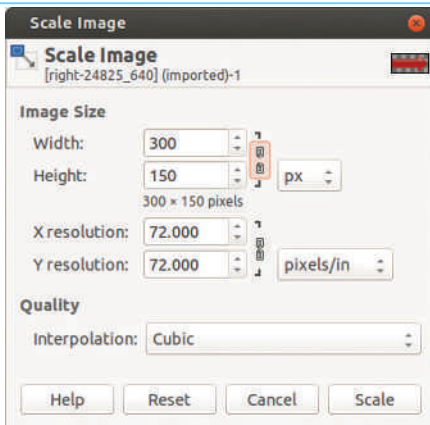 Scale Image
Scale Image
[right-24825_640] (imported)-1
Image Size
Width: 300
Height: 150 px
300 × 150 pixels
X resolution: 72.000
Y resolution: 72.000 pixels/in
Quality
Interpolation: Cubic
Help Reset Cancel Scale